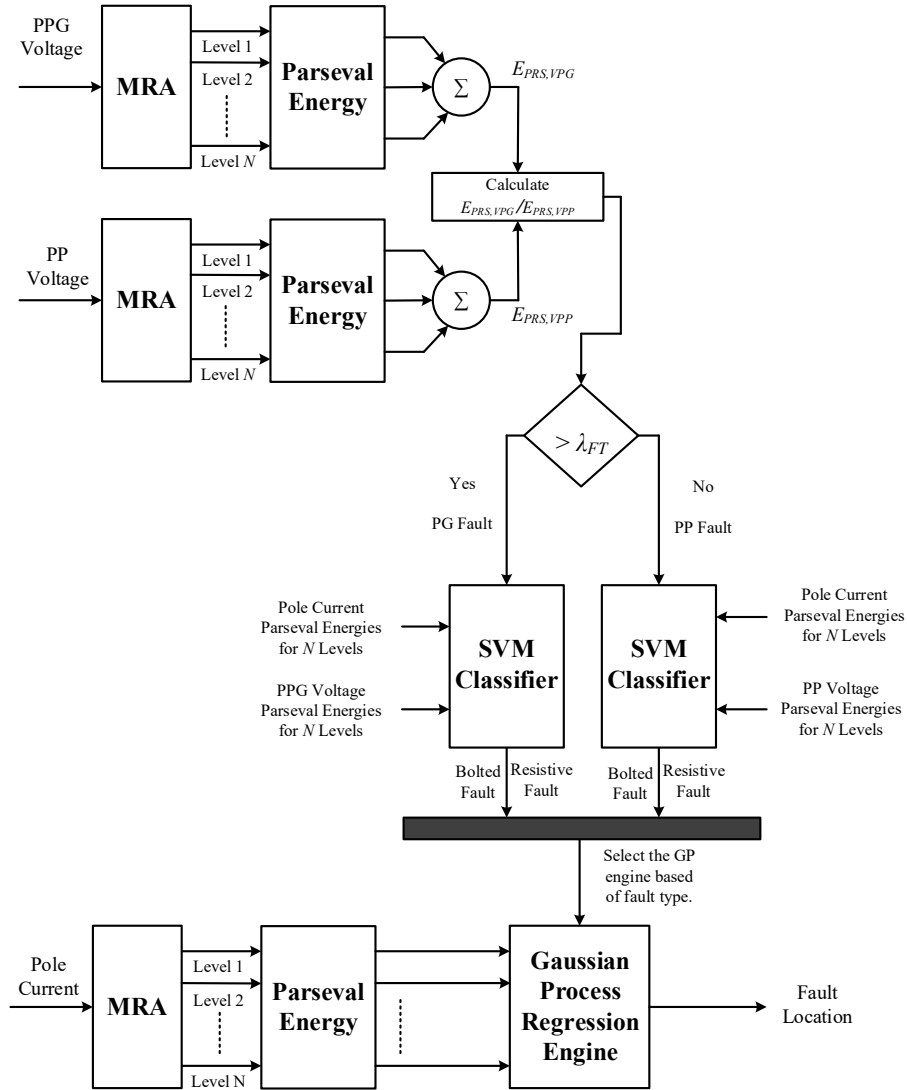 PPG
Voltage
MRA
Level 1
Level 2
Level N
Parseval
Energy
Σ
E_PRS,VPG
Calculate
E_PRS,VPG/E_PRS,VPP
PP
Voltage
MRA
Level 1
Level 2
Level N
Parseval
Energy
Σ
E_PRS,VPP
> λ_FT
Yes
PG Fault
No
PP Fault
Pole Current
Parseval Energies
for N Levels
PPG Voltage
Parseval Energies
for N Levels
SVM
Classifier
SVM
Classifier
Pole Current
Parseval Energies
for N Levels
PP Voltage
Parseval Energies
for N Levels
Bolted
Fault
Resistive
Fault
Bolted
Fault
Resistive
Fault
Select the GP
engine based
of fault type.
Pole
Current
MRA
Level 1
Level 2
Level N
Parseval
Energy
Gaussian
Process
Regression
Engine
Fault
Location